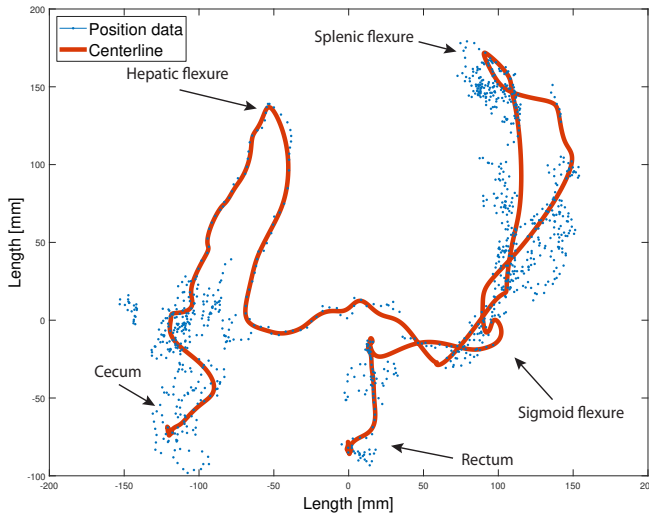 Position data
Centerline
Splenic flexure
Hepatic flexure
Cecum
Sigmoid flexure
Rectum
Length [mm]
200
150
100
50
0
-50
-100
-200
-150
-100
-50
0
50
100
150
200
Length [mm]